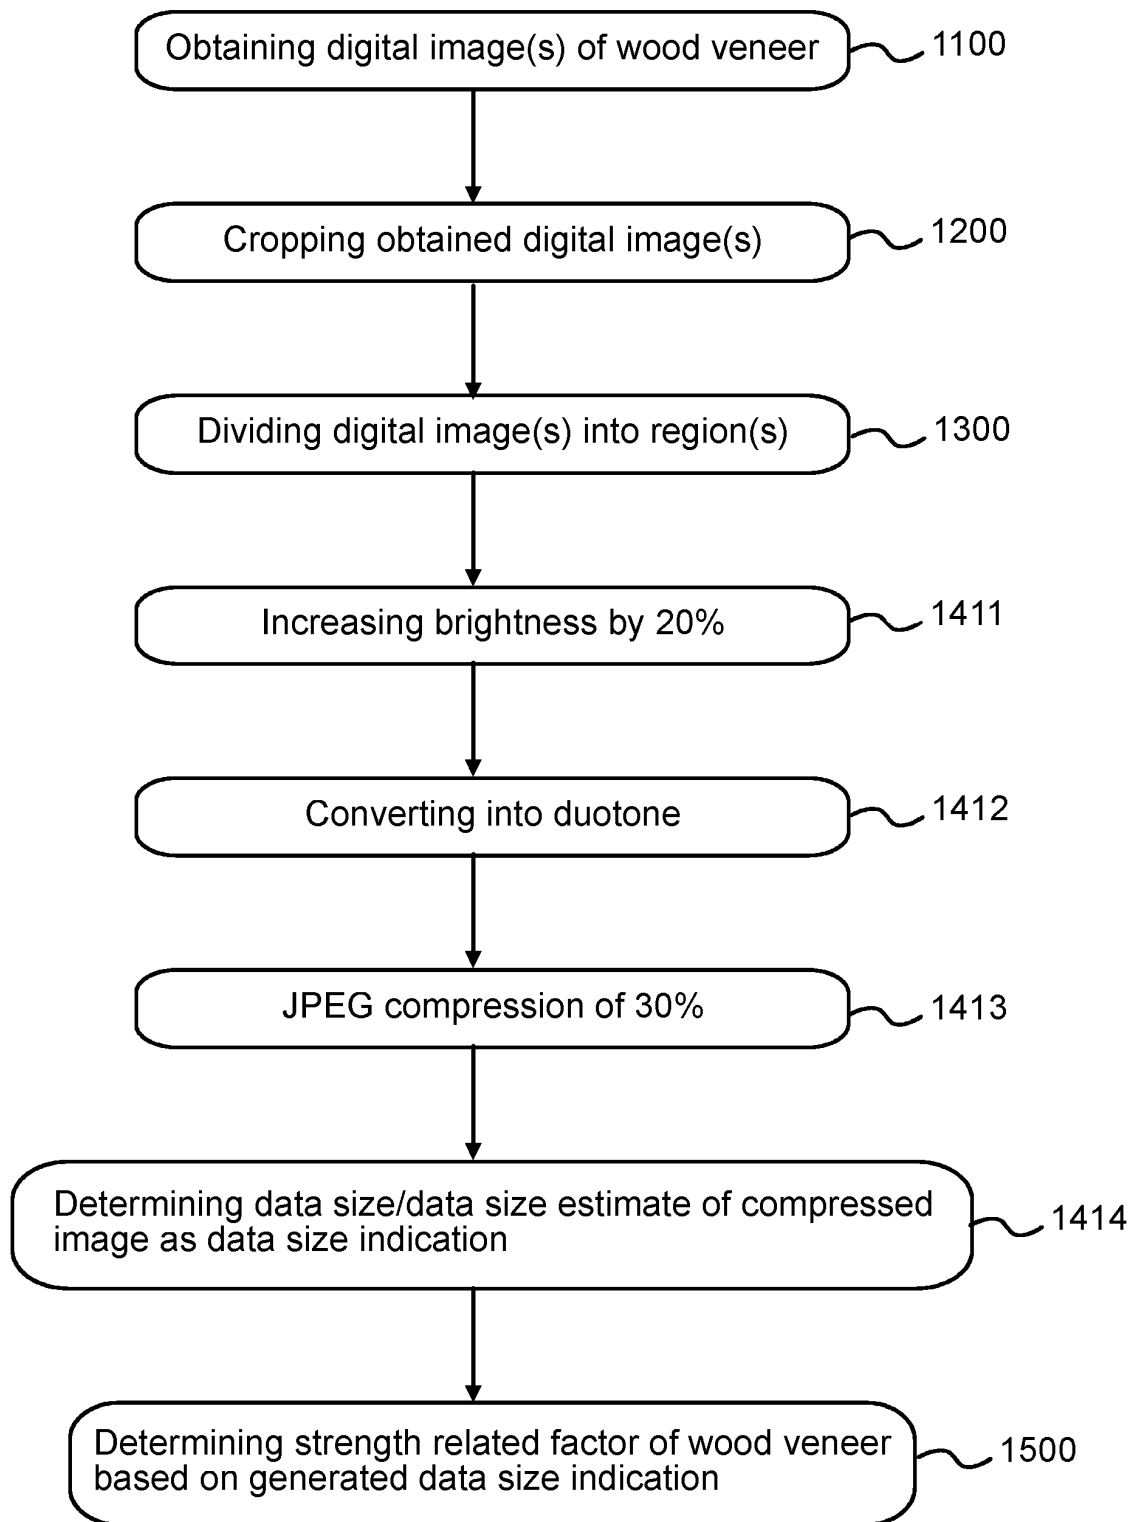 Obtaining digital image(s) of wood veneer
1100
Cropping obtained digital image(s)
1200
Dividing digital image(s) into region(s)
1300
Increasing brightness by 20%
1411
Converting into duotone
1412
JPEG compression of 30%
1413
Determining data size/data size estimate of compressed
image as data size indication
1414
Determining strength related factor of wood veneer
based on generated data size indication
1500